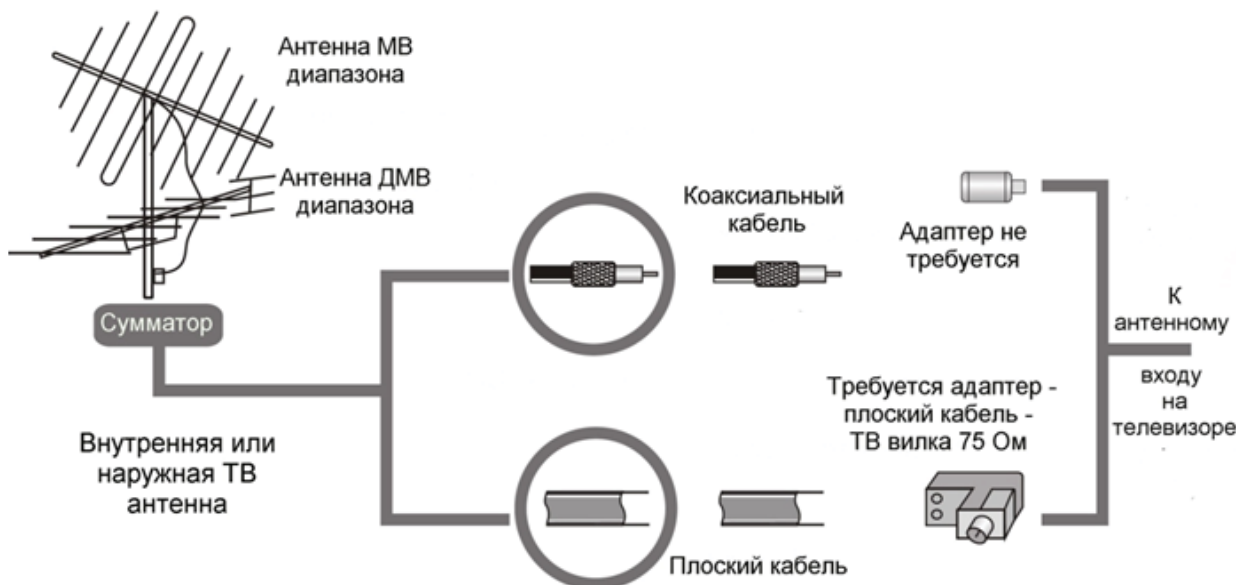 Антенна МВ
диапазона
Антенна ДМВ
диапазона
Сумматор
Внутренняя или
наружная ТВ
антенна
Коаксиальный
кабель
Адаптер не
требуется
Плоский кабель
Требуется адаптер -
плоский кабель -
ТВ вилка 75 Ом
К
антенному
входу
на
телевизоре